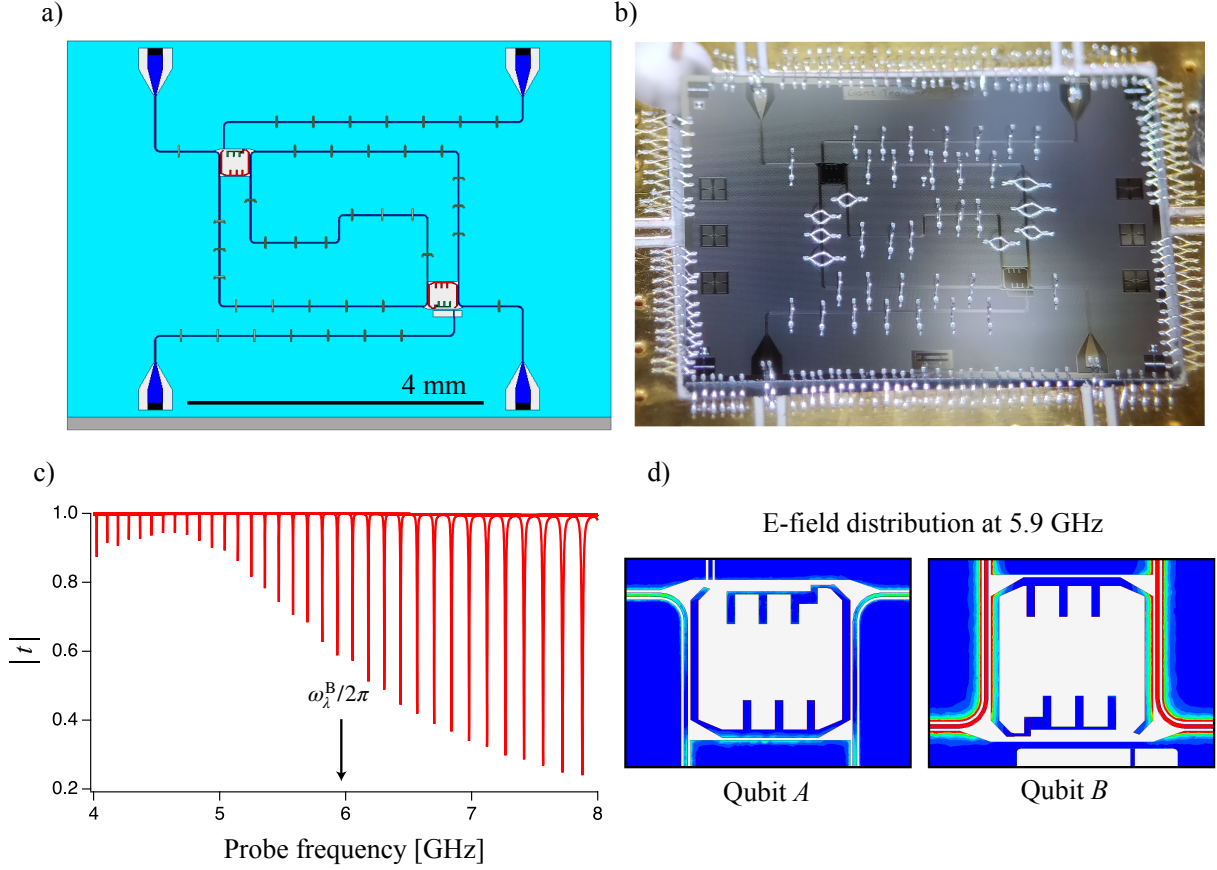 a)
b)
4 mm
c)
d)
1.0
0.8
0.6
0.4
0.2
|t|
ω_λ^B/2π
4
5
6
7
8
Probe frequency [GHz]
E-field distribution at 5.9 GHz
Qubit A
Qubit B